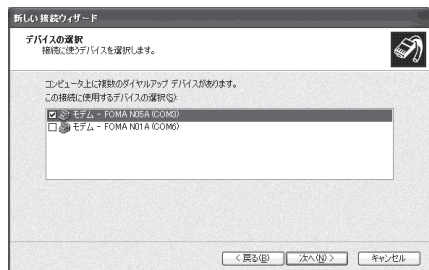 新しい接続ウィザード
デバイスの選択
接続に使うデバイスを選択します。
コンピュータ上に複数のダイヤルアップ デバイスがあります。
この接続に使用するデバイスの選択(S):
モデム - FOMA N05A (COM3)
モデム - FOMA N01A (COM6)
< 戻る(B)
次へ(N) >
キャンセル